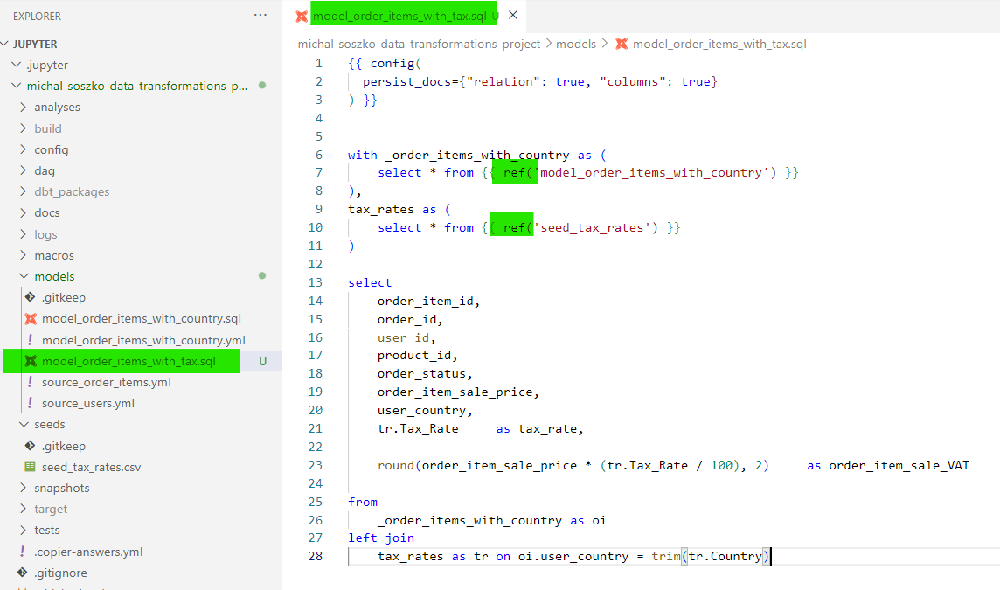 EXPLORER
···
JUPYTER
.jupyter
michal-soszko-data-transformations-p...
analyses
build
config
dag
dbt_packages
docs
logs
macros
models
.gitkeep
model_order_items_with_country.sql
! model_order_items_with_country.yml
model_order_items_with_tax.sql U
! source_order_items.yml
! source_users.yml
seeds
.gitkeep
seed_tax_rates.csv
snapshots
target
tests
! .copier-answers.yml
.gitignore
model_order_items_with_tax.sql U
michal-soszko-data-transformations-project > models > model_order_items_with_tax.sql
1 {{ config(
2 persist_docs={"relation": true, "columns": true}
3 ) }}
4
5
6 with _order_items_with_country as (
7 select * from {{ ref('model_order_items_with_country') }}
8 ),
9 tax_rates as (
10 select * from {{ ref('seed_tax_rates') }}
11 )
12
13 select
14 order_item_id,
15 order_id,
16 user_id,
17 product_id,
18 order_status,
19 order_item_sale_price,
20 user_country,
21 tr.Tax_Rate as tax_rate,
22
23 round(order_item_sale_price * (tr.Tax_Rate / 100), 2) as order_item_sale_VAT
24
25 from
26 _order_items_with_country as oi
27 left join
28 tax_rates as tr on oi.user_country = trim(tr.Country)